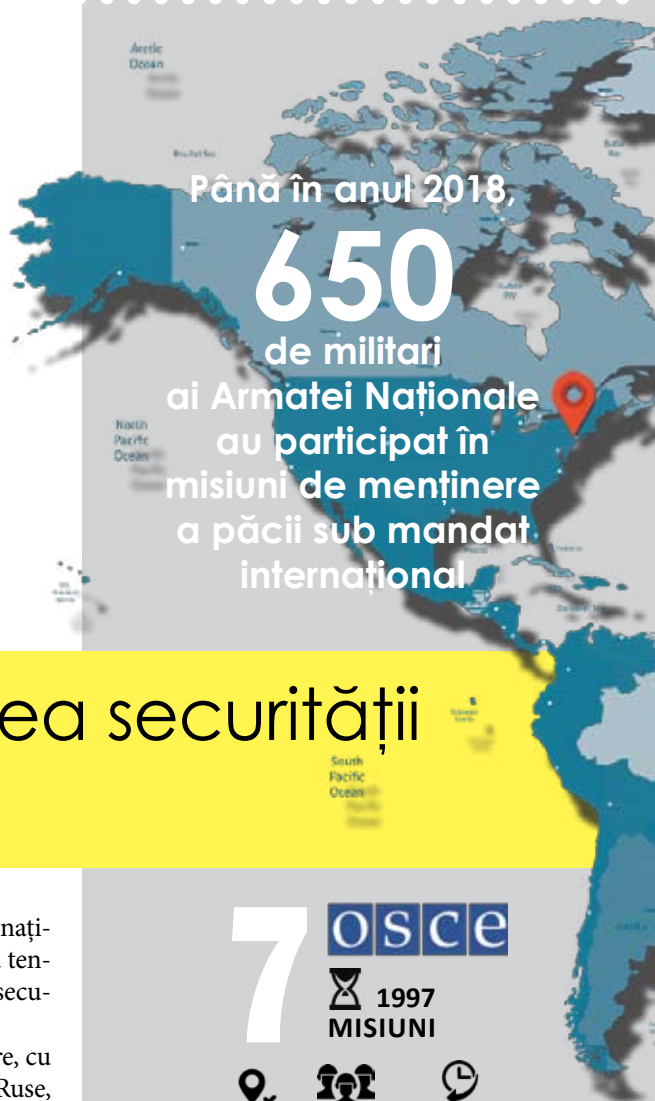 Arctic
Ocean
Până în anul 2018,
650
de militari
ai Armatei Naționale
au participat în
misiuni de menținere
a păcii sub mandat
internațional
North
Pacific
Ocean
ea securității
South
Pacific
Ocean
nați-
ten-
secu-
re, cu
Ruse,
7
osce
1997
MISIUNI